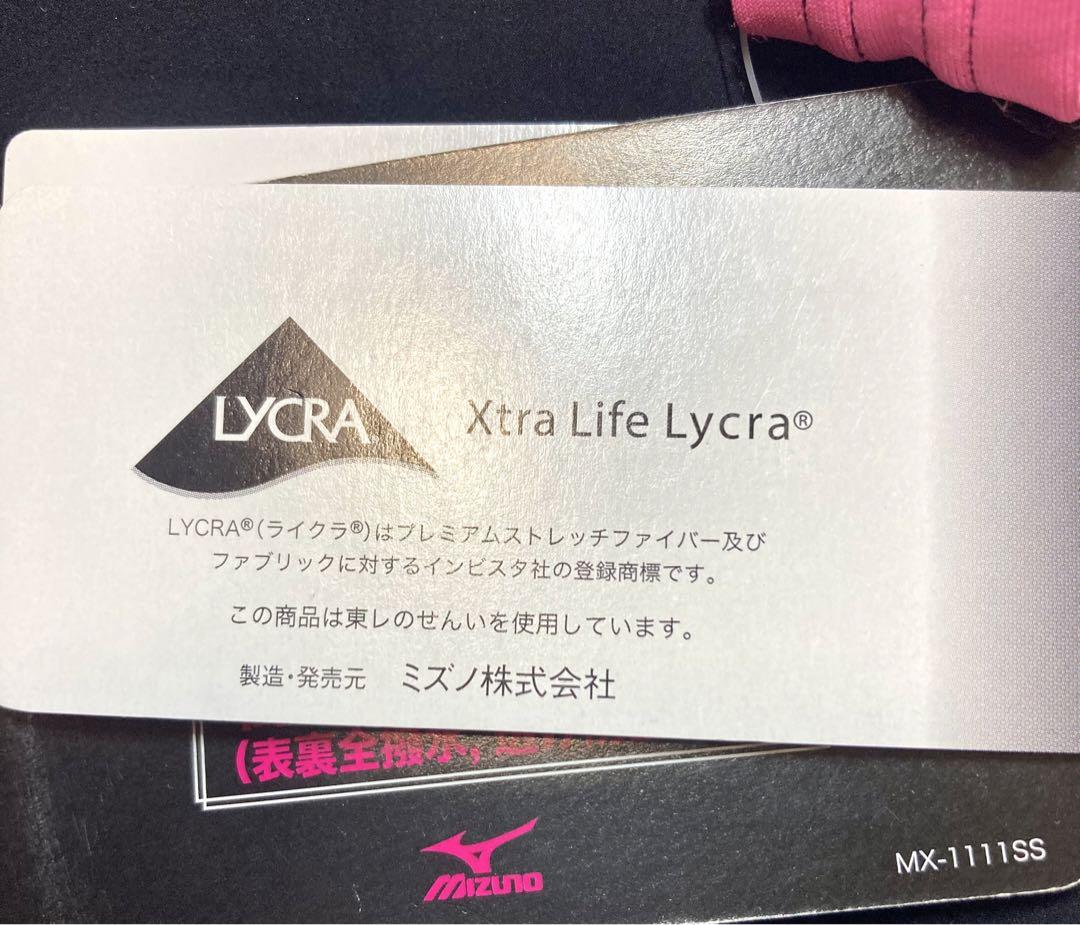 LYCRA
Xtra Life Lycra®
LYCRA®(ライクラ®)はプレミアムストレッチファイバー及び
ファブリックに対するインビスタ社の登録商標です。
この商品は東レのせんいを使用しています。
製造・発売元 ミズノ株式会社
(表裏全撥水,
MIZUNO
MX-1111SS